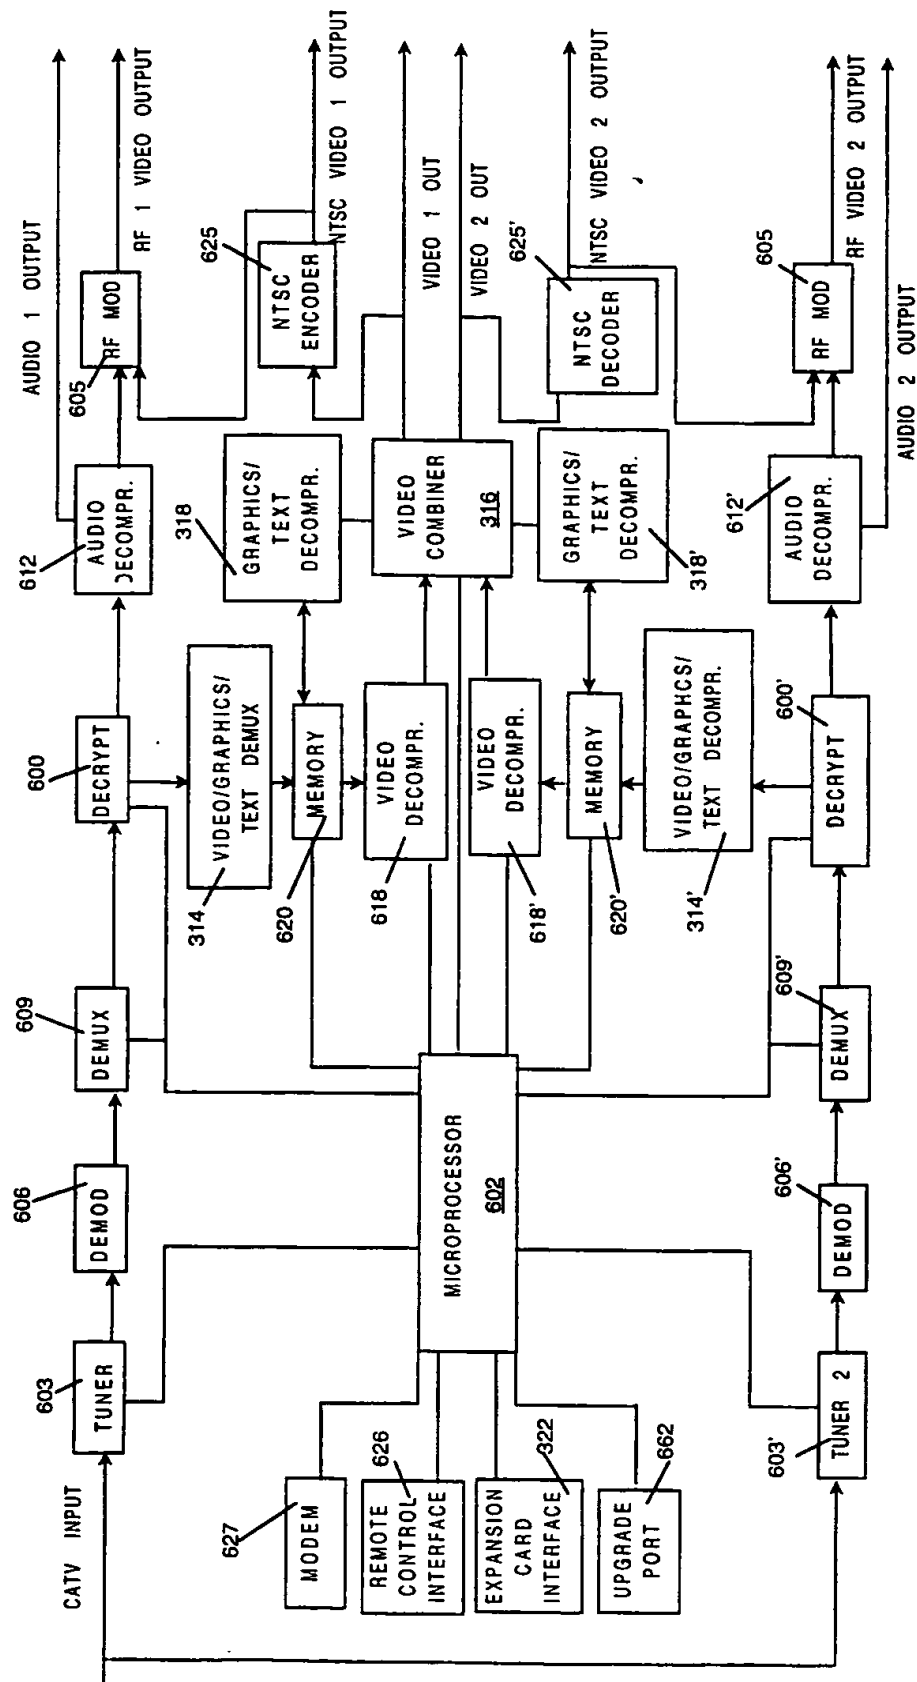 CATV INPUT
603
TUNER
606
DEMOD
609
DEMUX
600
DECRYPT
612
AUDIO
DECOMPR.
605
RF MOD
AUDIO 1 OUTPUT
RF 1 VIDEO OUTPUT
314
VIDEO/GRAPHICS/
TEXT DEMUX
318
GRAPHICS/
TEXT
DECOMPR.
625
NTSC
ENCODER
NTSC VIDEO 1 OUTPUT
620
MEMORY
618
VIDEO
DECOMPR.
VIDEO
COMBINER
316
VIDEO 1 OUT
VIDEO 2 OUT
627
MODEM
626
REMOTE
CONTROL
INTERFACE
322
EXPANSION
CARD
INTERFACE
662
UPGRADE
PORT
MICROPROCESSOR
602
618'
VIDEO
DECOMPR.
620'
MEMORY
GRAPHICS/
TEXT
DECOMPR.
318'
625'
NTSC
DECODER
NTSC VIDEO 2 OUTPUT
314'
VIDEO/GRAPHCS/
TEXT DECOMPR.
603'
TUNER 2
606'
DEMOD
609'
DEMUX
600'
DECRYPT
612'
AUDIO
DECOMPR.
605
RF MOD
RF VIDEO 2 OUTPUT
AUDIO 2 OUTPUT